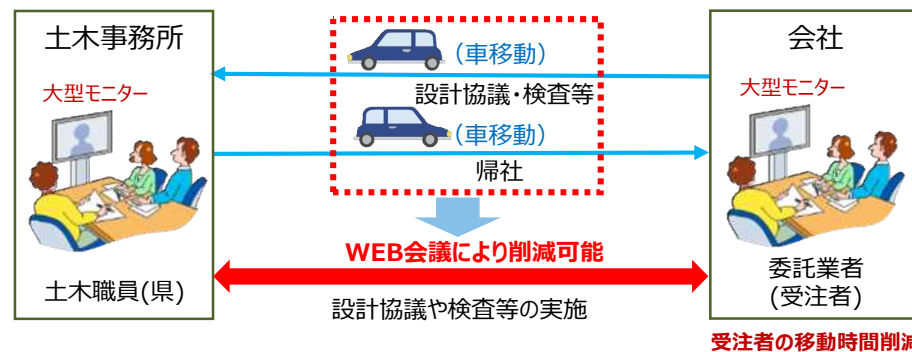 土木事務所
大型モニター
土木職員(県)
(車移動)
設計協議・検査等
(車移動)
帰社
WEB会議により削減可能
設計協議や検査等の実施
会社
大型モニター
委託業者
(受注者)
受注者の移動時間削減